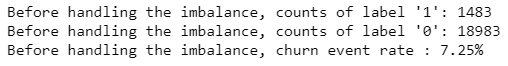 Before handling the imbalance, counts of label '1': 1483
Before handling the imbalance, counts of label '0': 18983
Before handling the imbalance, churn event rate : 7.25%